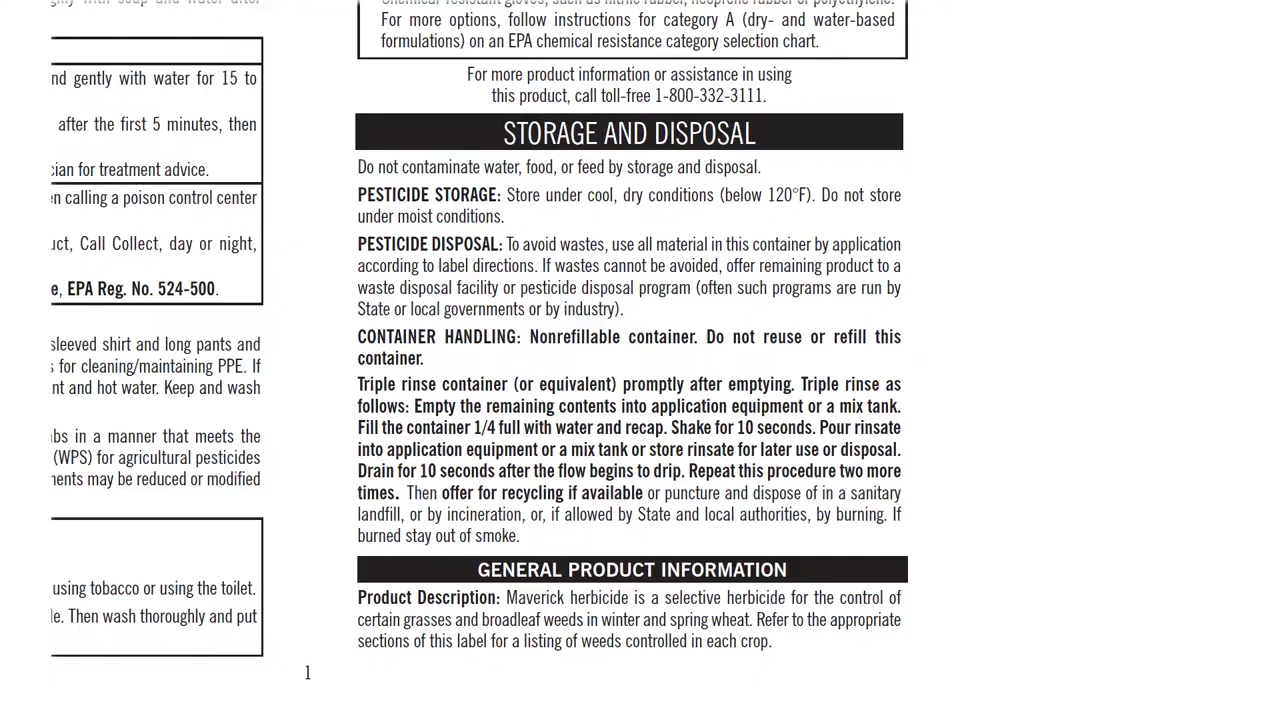 nd gently with water for 15 to
after the first 5 minutes, then
cian for treatment advice.
en calling a poison control center
uct, Call Collect, day or night,
e, EPA Reg. No. 524-500.
sleeved shirt and long pants and
s for cleaning/maintaining PPE. If
nt and hot water. Keep and wash
bs in a manner that meets the
(WPS) for agricultural pesticides
nents may be reduced or modified
using tobacco or using the toilet.
le. Then wash thoroughly and put
1
Chemical resistant gloves, such as nitrile rubber, neoprene rubber or polyethylene.
For more options, follow instructions for category A (dry- and water-based
formulations) on an EPA chemical resistance category selection chart.
For more product information or assistance in using
this product, call toll-free 1-800-332-3111.
STORAGE AND DISPOSAL
Do not contaminate water, food, or feed by storage and disposal.
PESTICIDE STORAGE: Store under cool, dry conditions (below 120°F). Do not store
under moist conditions.
PESTICIDE DISPOSAL: To avoid wastes, use all material in this container by application
according to label directions. If wastes cannot be avoided, offer remaining product to a
waste disposal facility or pesticide disposal program (often such programs are run by
State or local governments or by industry).
CONTAINER HANDLING: Nonrefillable container. Do not reuse or refill this
container.
Triple rinse container (or equivalent) promptly after emptying. Triple rinse as
follows: Empty the remaining contents into application equipment or a mix tank.
Fill the container 1/4 full with water and recap. Shake for 10 seconds. Pour rinsate
into application equipment or a mix tank or store rinsate for later use or disposal.
Drain for 10 seconds after the flow begins to drip. Repeat this procedure two more
times. Then offer for recycling if available or puncture and dispose of in a sanitary
landfill, or by incineration, or, if allowed by State and local authorities, by burning. If
burned stay out of smoke.
GENERAL PRODUCT INFORMATION
Product Description: Maverick herbicide is a selective herbicide for the control of
certain grasses and broadleaf weeds in winter and spring wheat. Refer to the appropriate
sections of this label for a listing of weeds controlled in each crop.